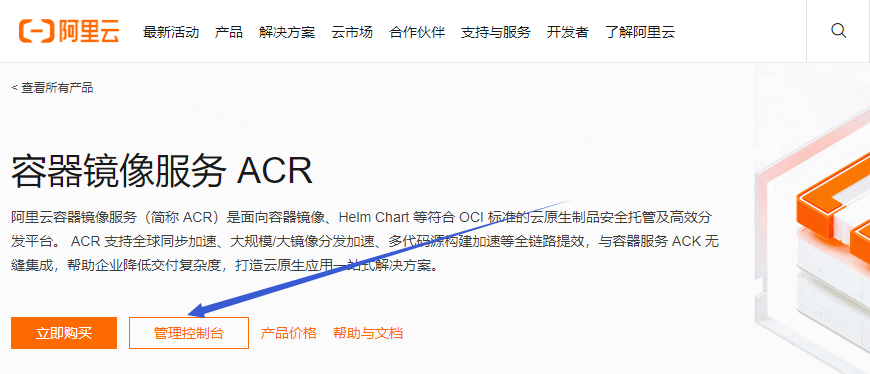 阿里云 最新活动 产品 解决方案 云市场 合作伙伴 支持与服务 开发者 了解阿里云
< 查看所有产品
容器镜像服务 ACR
阿里云容器镜像服务（简称 ACR）是面向容器镜像、Helm Chart 等符合 OCI 标准的云原生制品安全托管及高效分
发平台。 ACR 支持全球同步加速、大规模/大镜像分发加速、多代码源构建加速等全链路提效，与容器服务 ACK 无
缝集成，帮助企业降低交付复杂度，打造云原生应用一站式解决方案。
立即购买 管理控制台 产品价格 帮助与文档